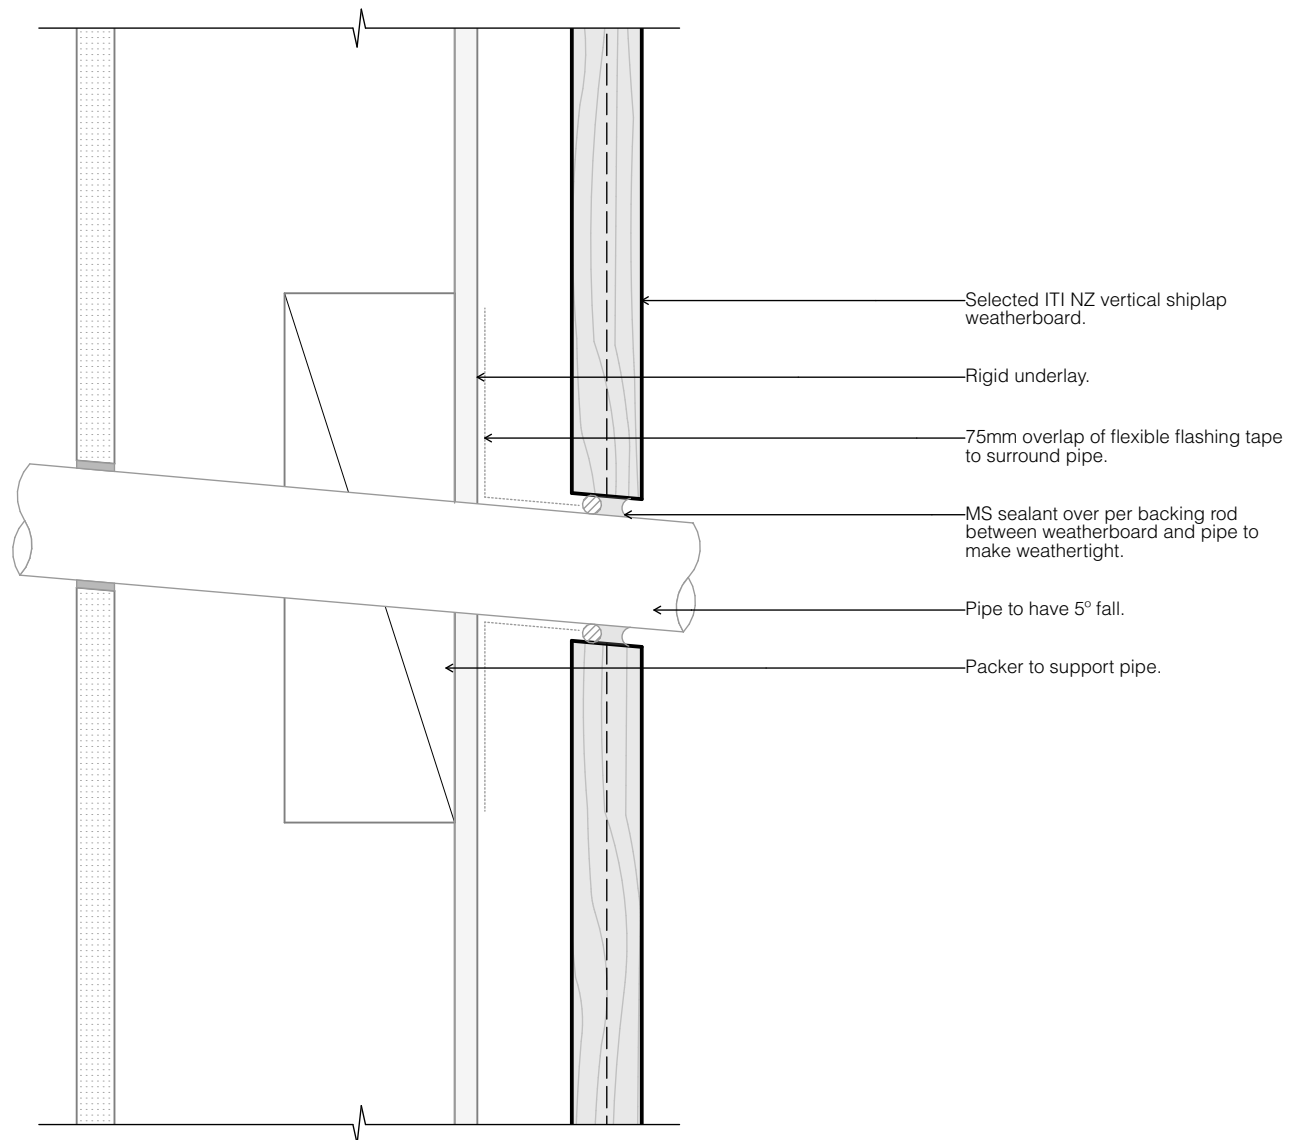 Selected ITI NZ vertical shiplap
weatherboard.
Rigid underlay.
75mm overlap of flexible flashing tape
to surround pipe.
MS sealant over per backing rod
between weatherboard and pipe to
make weathertight.
Pipe to have 5° fall.
Packer to support pipe.